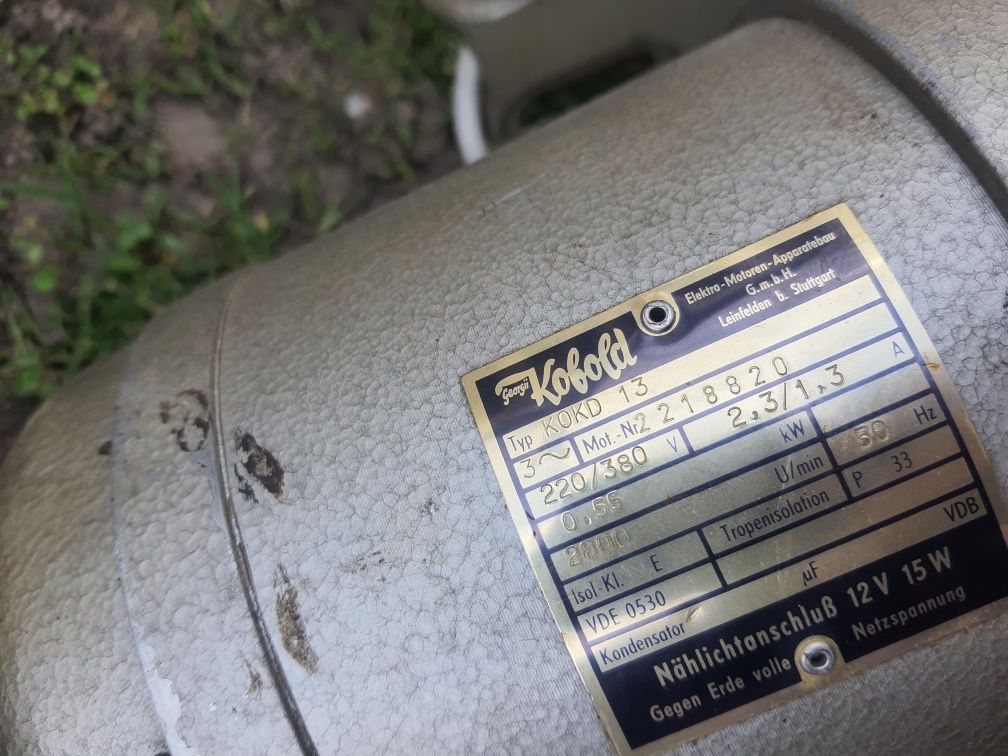 Georgii Kobold
Elektro-Motoren-Apparatebau
G.m.b.H.
Leinfelden b. Stuttgart
Typ KOKD 13
3~ Mot.-Nr. 2218820
220/380 V 2,3/1,3 A
0,55 kW 50 Hz
2800 U/min P 33
Isol-Kl. E Tropenisolation
VDE 0530 VDB
Kondensator µF
Nählichtanschluß 12 V 15 W
Gegen Erde volle Netzspannung